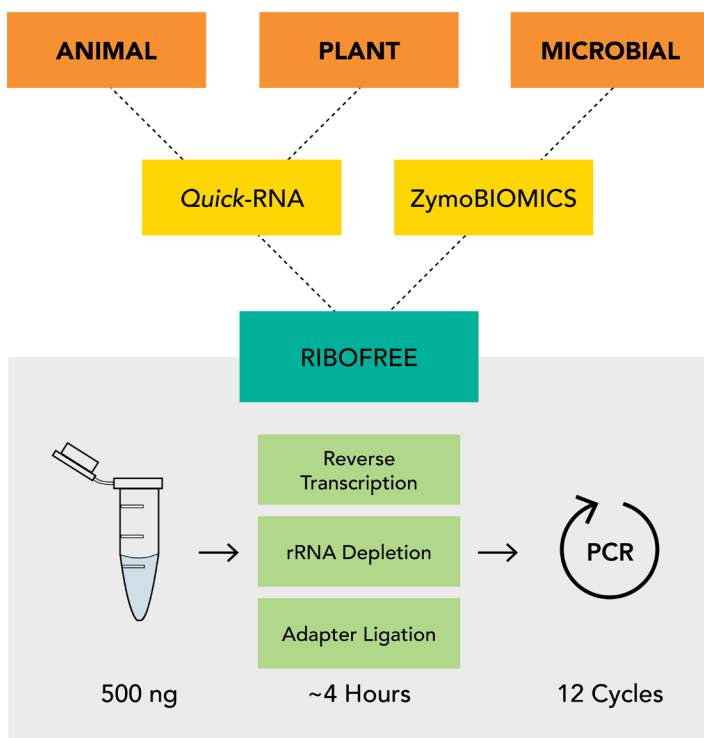 ANIMAL
PLANT
MICROBIAL
Quick-RNA
ZymoBIOMICS
RIBOFREE
Reverse
Transcription
rRNA Depletion
Adapter Ligation
PCR
500 ng
~4 Hours
12 Cycles